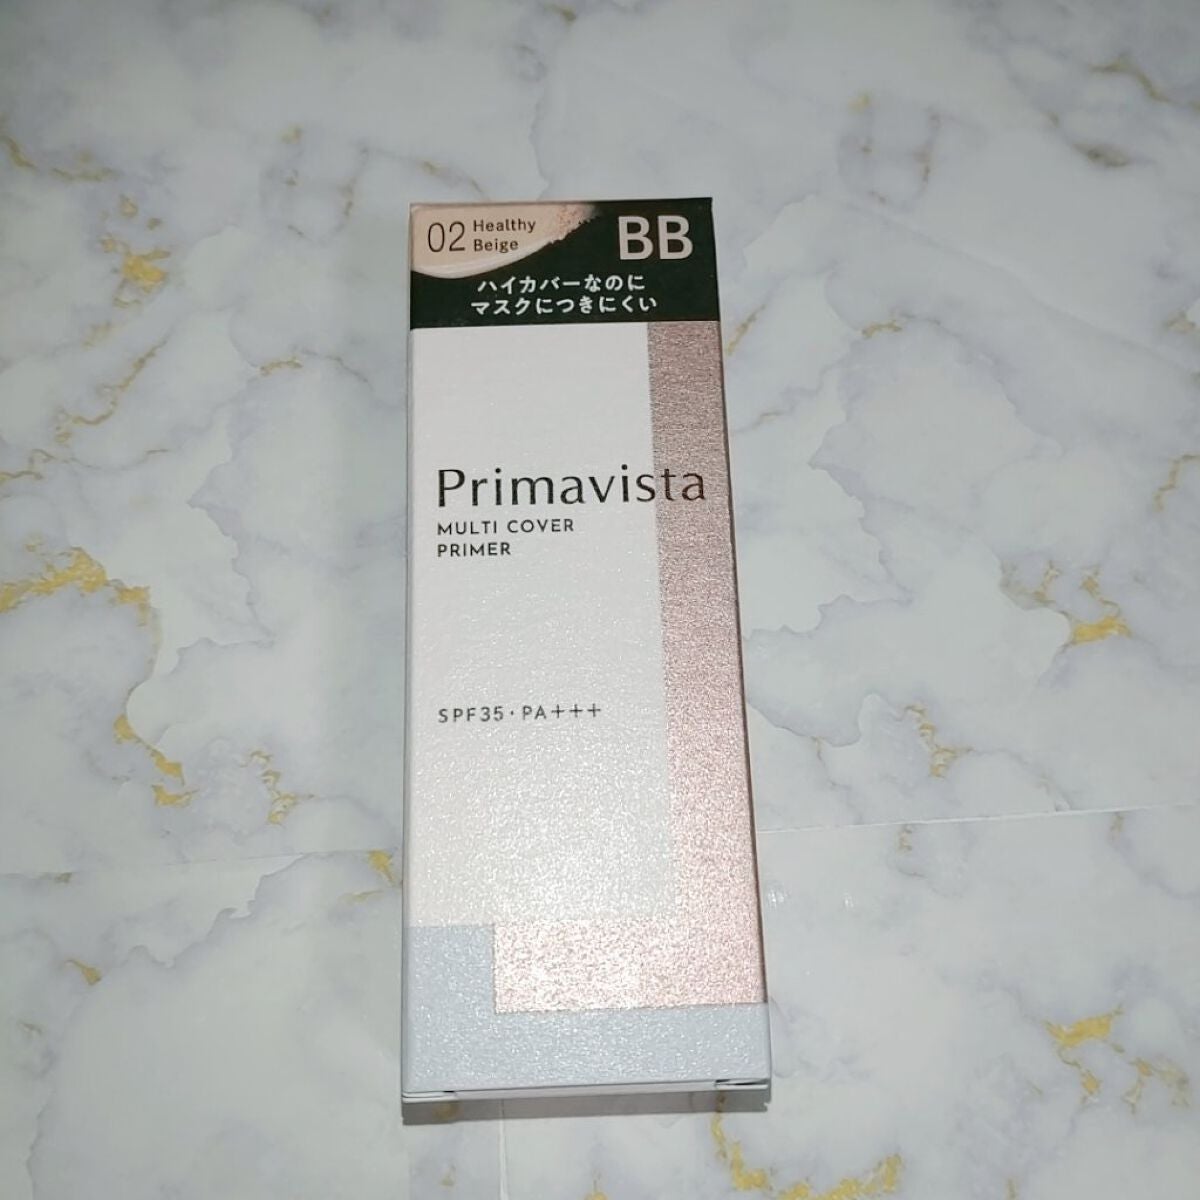 02 Healthy Beige
BB
ハイカバーなのに
マスクにつきにくい
Primavista
MULTI COVER
PRIMER
SPF35・PA+++